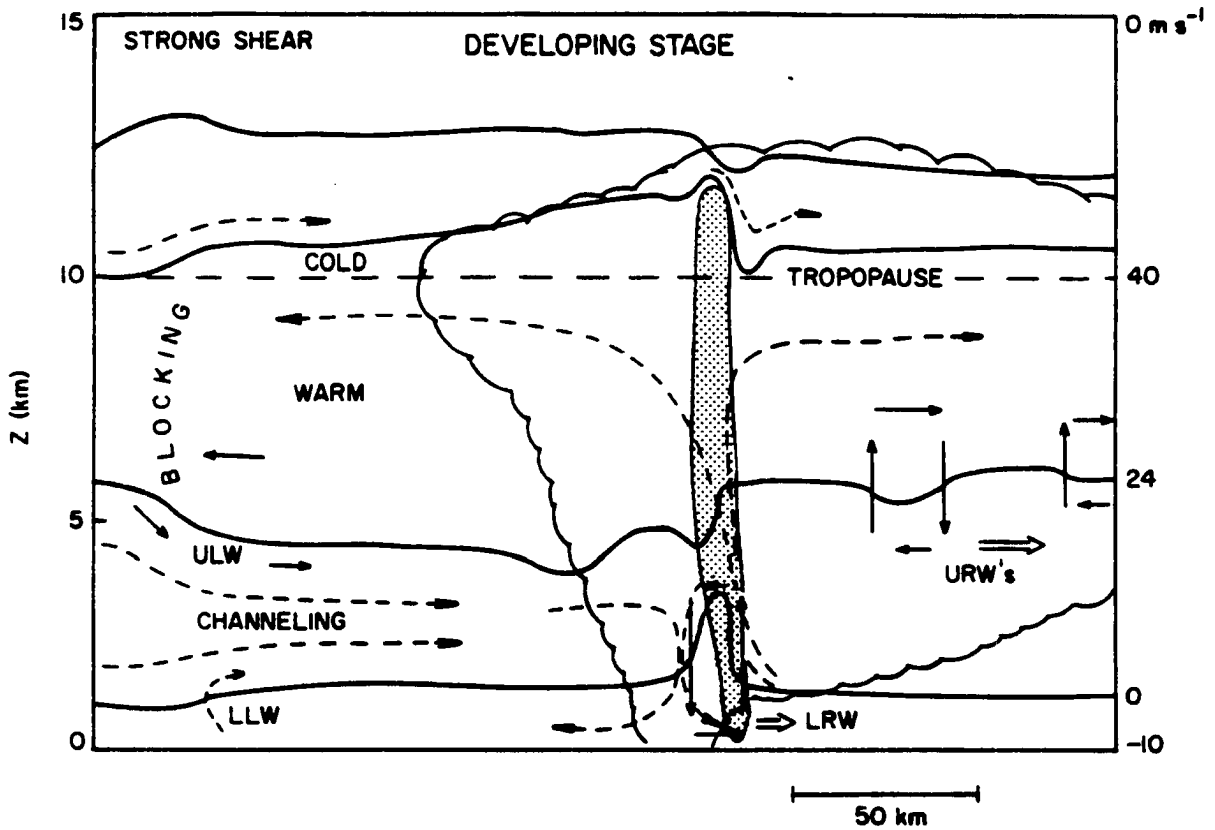 15
0 m s⁻¹
STRONG SHEAR
DEVELOPING STAGE
COLD
10
TROPOPAUSE
40
BLOCKING
WARM
Z (km)
24
5
ULW
URW's
CHANNELING
0
LLW
LRW
0
-10
50 km